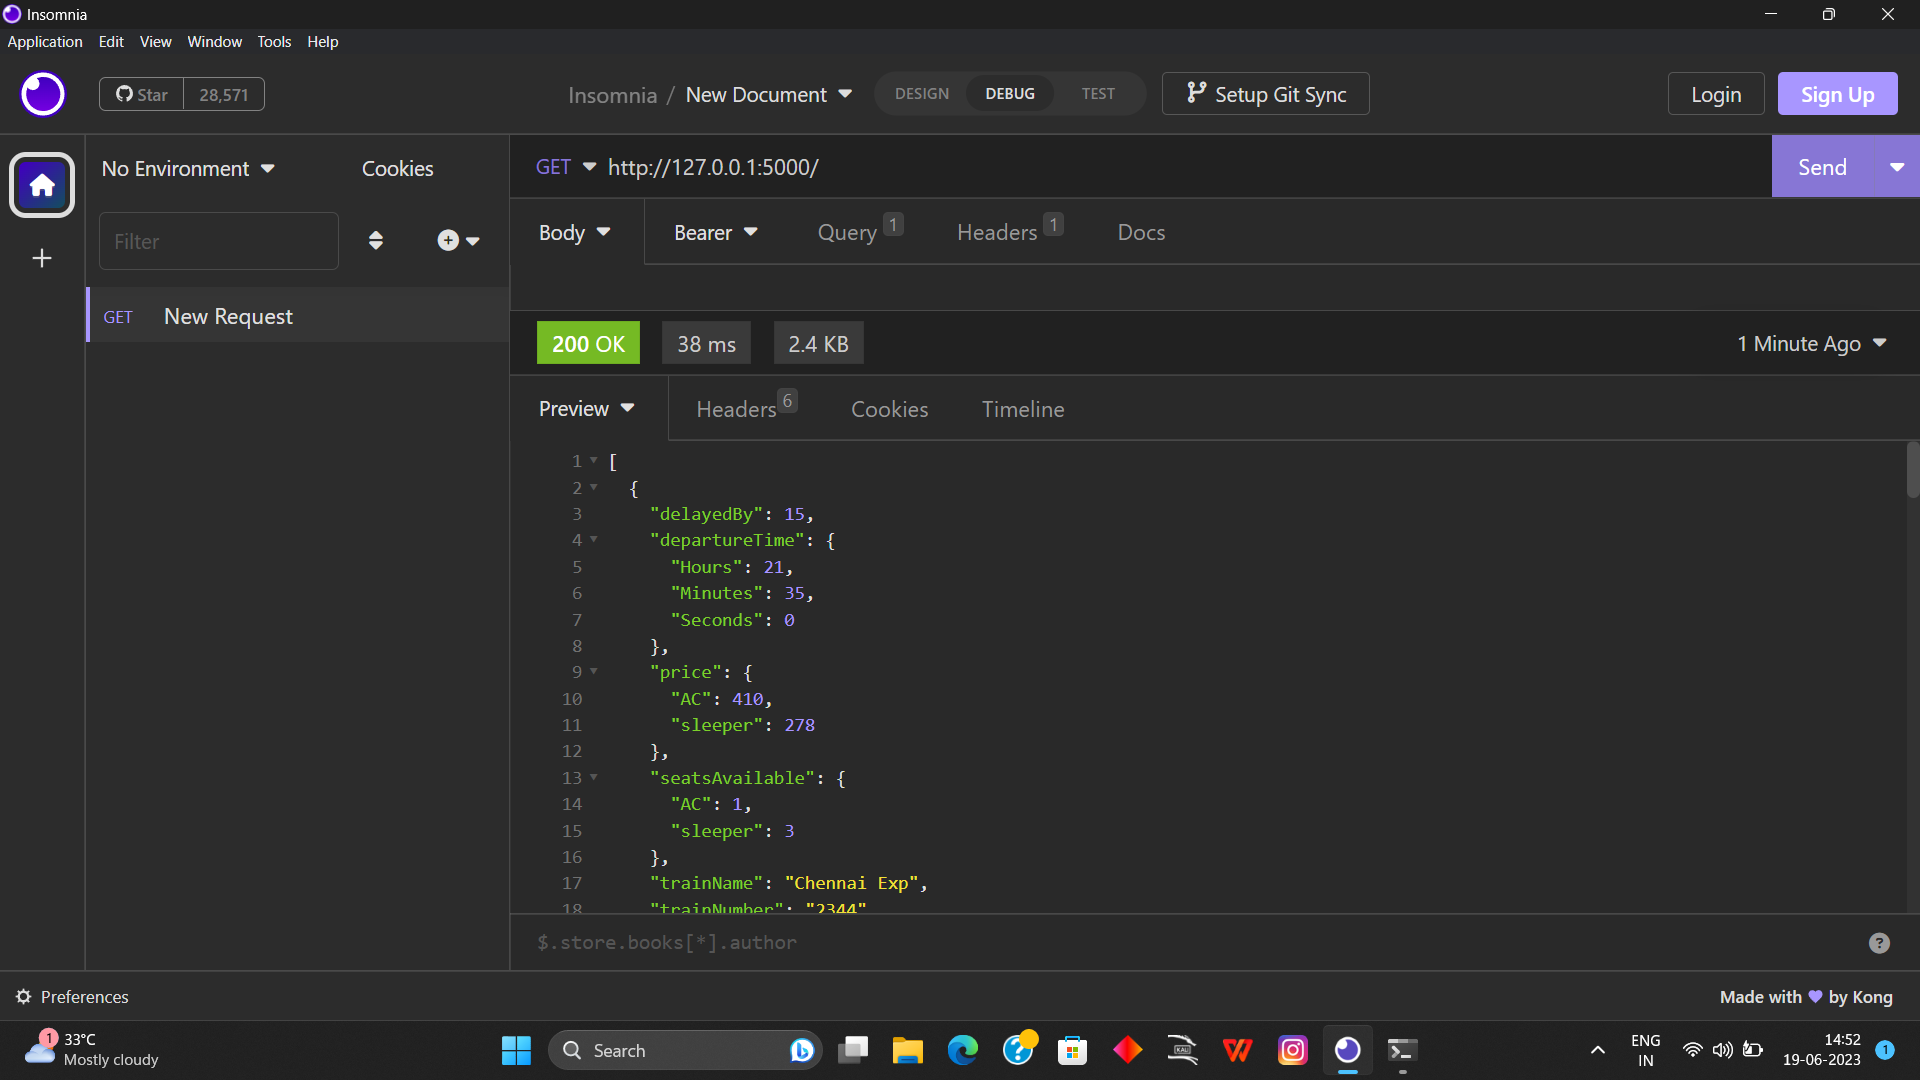 Insomnia
Application Edit View Window Tools Help
Star 28,571
Insomnia / New Document
DESIGN DEBUG TEST
Setup Git Sync
Login Sign Up
No Environment Cookies
GET http://127.0.0.1:5000/
Send
Filter
Body Bearer Query 1 Headers 1 Docs
GET New Request
200 OK 38 ms 2.4 KB 1 Minute Ago
Preview Headers 6 Cookies Timeline
1 [
2 {
3 "delayedBy": 15,
4 "departureTime": {
5 "Hours": 21,
6 "Minutes": 35,
7 "Seconds": 0
8 },
9 "price": {
10 "AC": 410,
11 "sleeper": 278
12 },
13 "seatsAvailable": {
14 "AC": 1,
15 "sleeper": 3
16 },
17 "trainName": "Chennai Exp",
18 "trainNumber": "2344"
$.store.books[*].author ?
Preferences
Made with by Kong
1 33°C
Mostly cloudy
Search
KALI
ENG
IN
14:52
19-06-2023
1